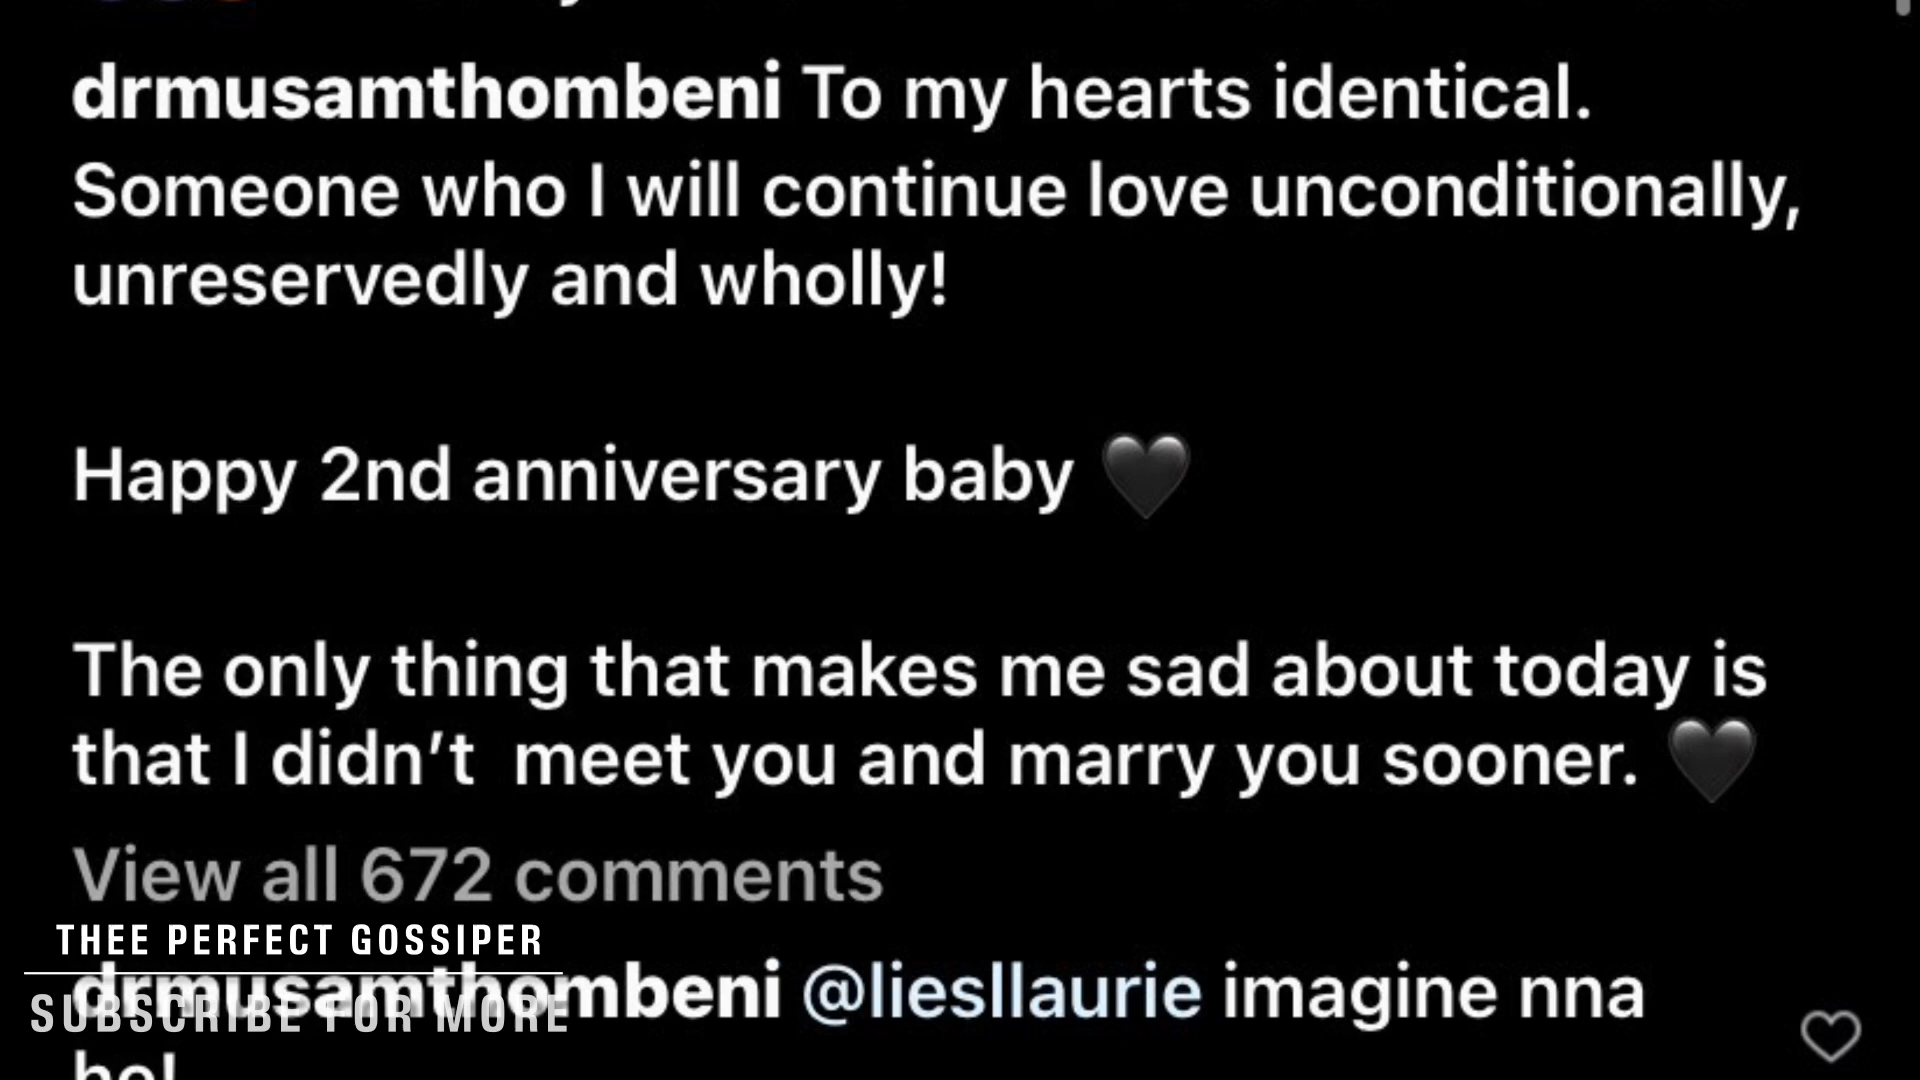 drmusamthombeni To my hearts identical.
Someone who I will continue love unconditionally,
unreservedly and wholly!
Happy 2nd anniversary baby 🖤
The only thing that makes me sad about today is
that I didn’t  meet you and marry you sooner. 🖤
View all 672 comments
THEE PERFECT GOSSIPER
drmusamthombeni @liesllaurie imagine nna
SUBSCRIBE FOR MORE